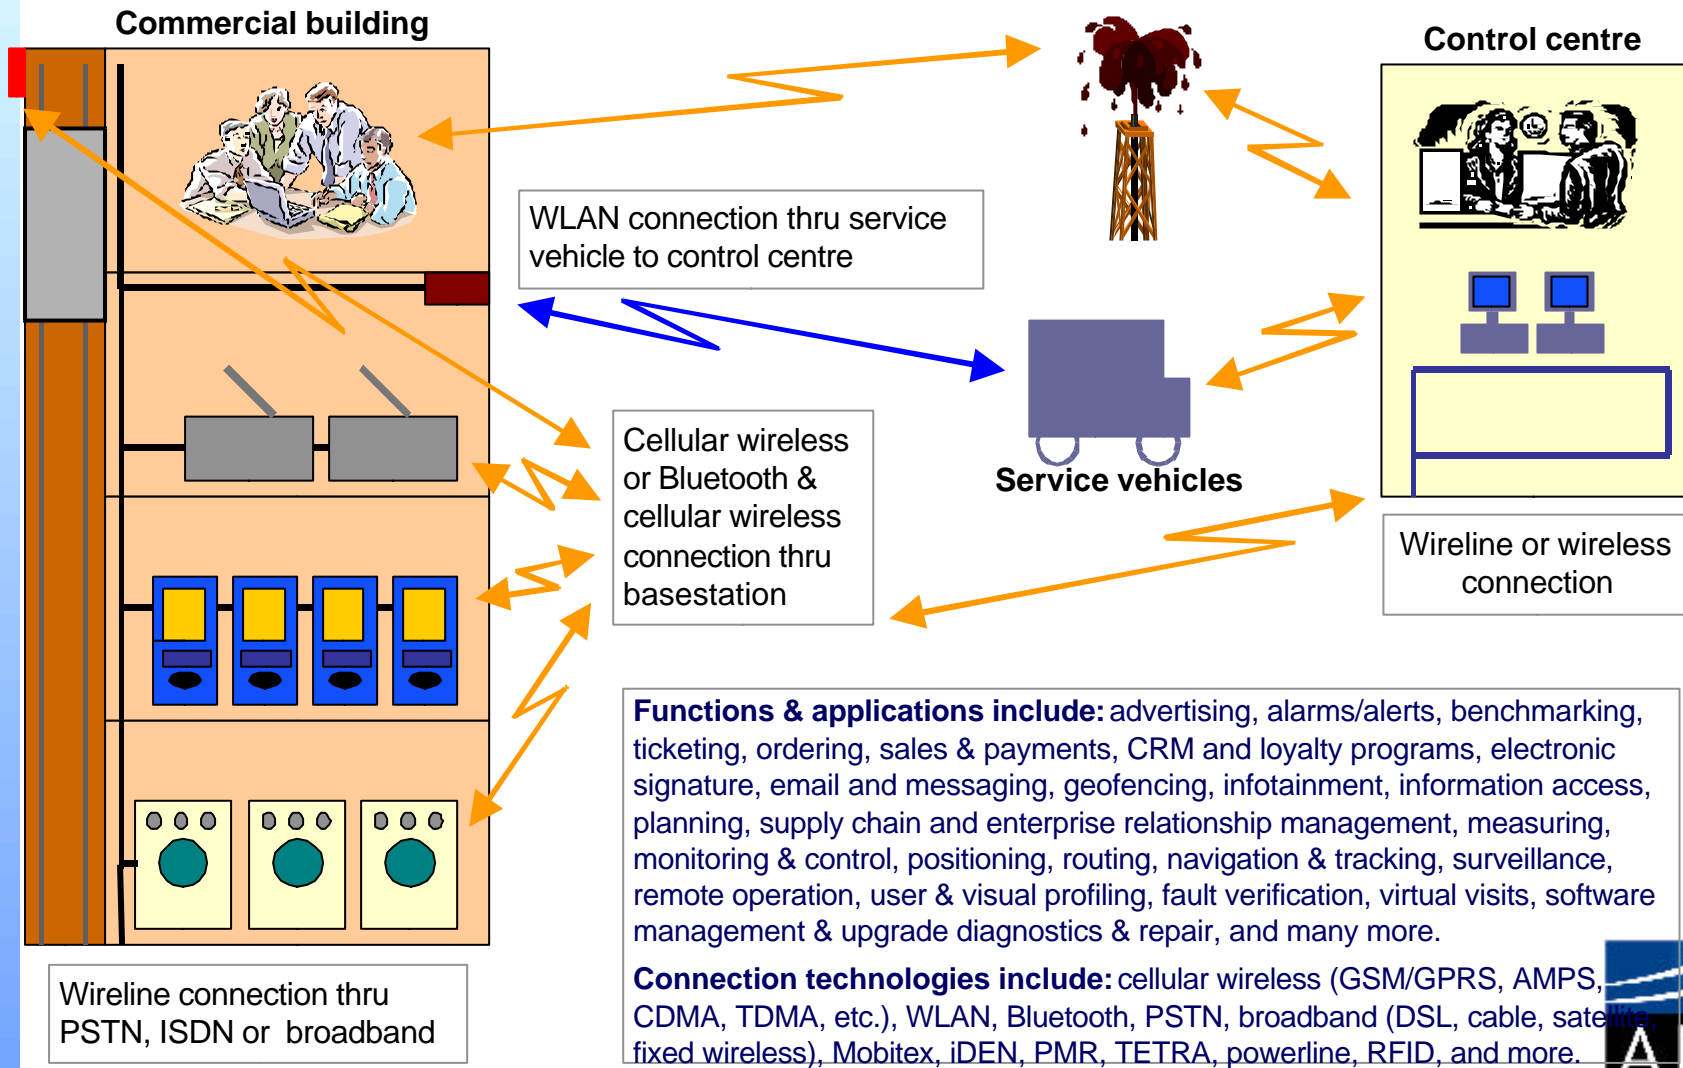 Commercial building
Control centre
WLAN connection thru service
vehicle to control centre
Cellular wireless
or Bluetooth &
cellular wireless
connection thru
basestation
Service vehicles
Wireline or wireless
connection
Functions & applications include: advertising, alarms/alerts, benchmarking,
ticketing, ordering, sales & payments, CRM and loyalty programs, electronic
signature, email and messaging, geofencing, infotainment, information access,
planning, supply chain and enterprise relationship management, measuring,
monitoring & control, positioning, routing, navigation & tracking, surveillance,
remote operation, user & visual profiling, fault verification, virtual visits, software
management & upgrade diagnostics & repair, and many more.
Connection technologies include: cellular wireless (GSM/GPRS, AMPS,
CDMA, TDMA, etc.), WLAN, Bluetooth, PSTN, broadband (DSL, cable, satellite,
fixed wireless), Mobitex, iDEN, PMR, TETRA, powerline, RFID, and more.
A
Wireline connection thru
PSTN, ISDN or broadband